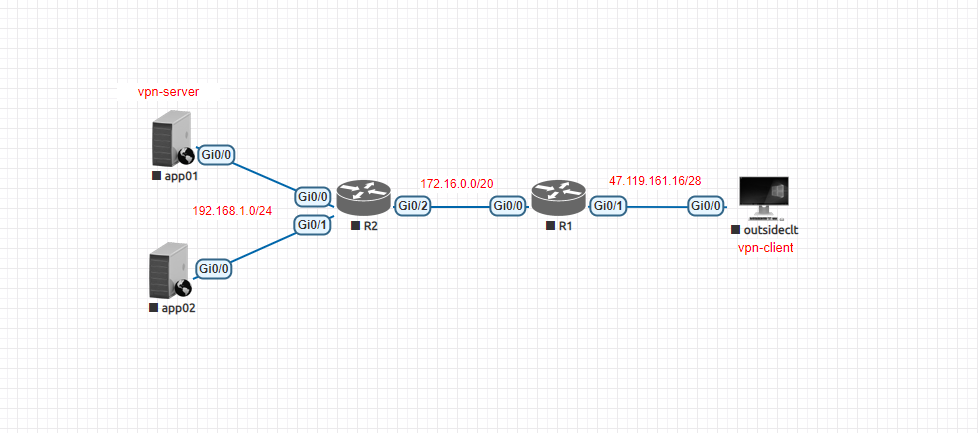 vpn-server
Gi0/0
app01
192.168.1.0/24
Gi0/0
Gi0/1
R2
Gi0/2
172.16.0.0/20
Gi0/0
R1
Gi0/1
47.119.161.16/28
Gi0/0
outsideclt
vpn-client
Gi0/0
app02